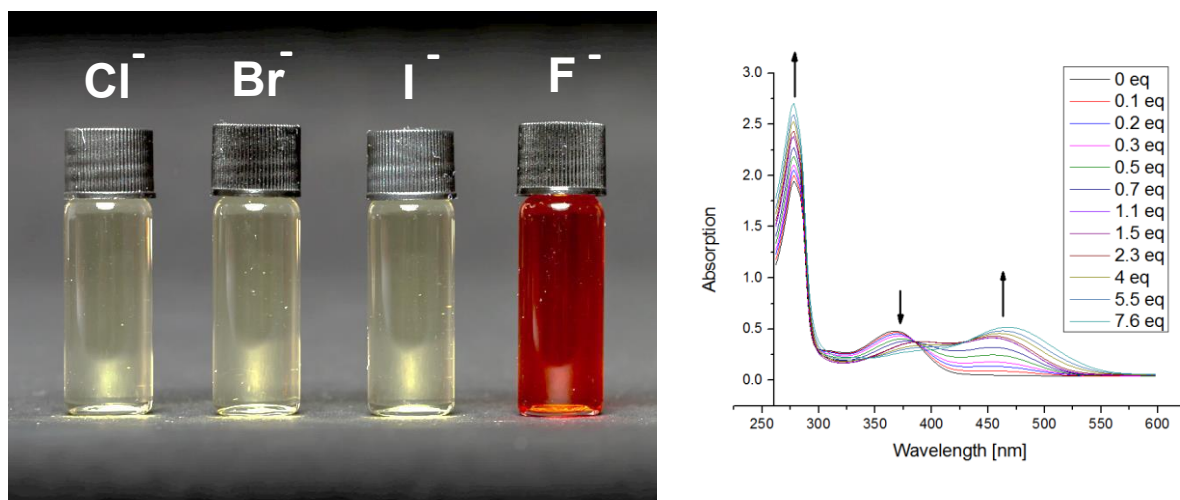 Cl⁻ Br⁻ I⁻ F⁻
3.0
2.5
2.0
1.5
1.0
0.5
0.0
Absorption
250 300 350 400 450 500 550 600
Wavelength [nm]
0 eq
0.1 eq
0.2 eq
0.3 eq
0.5 eq
0.7 eq
1.1 eq
1.5 eq
2.3 eq
4 eq
5.5 eq
7.6 eq